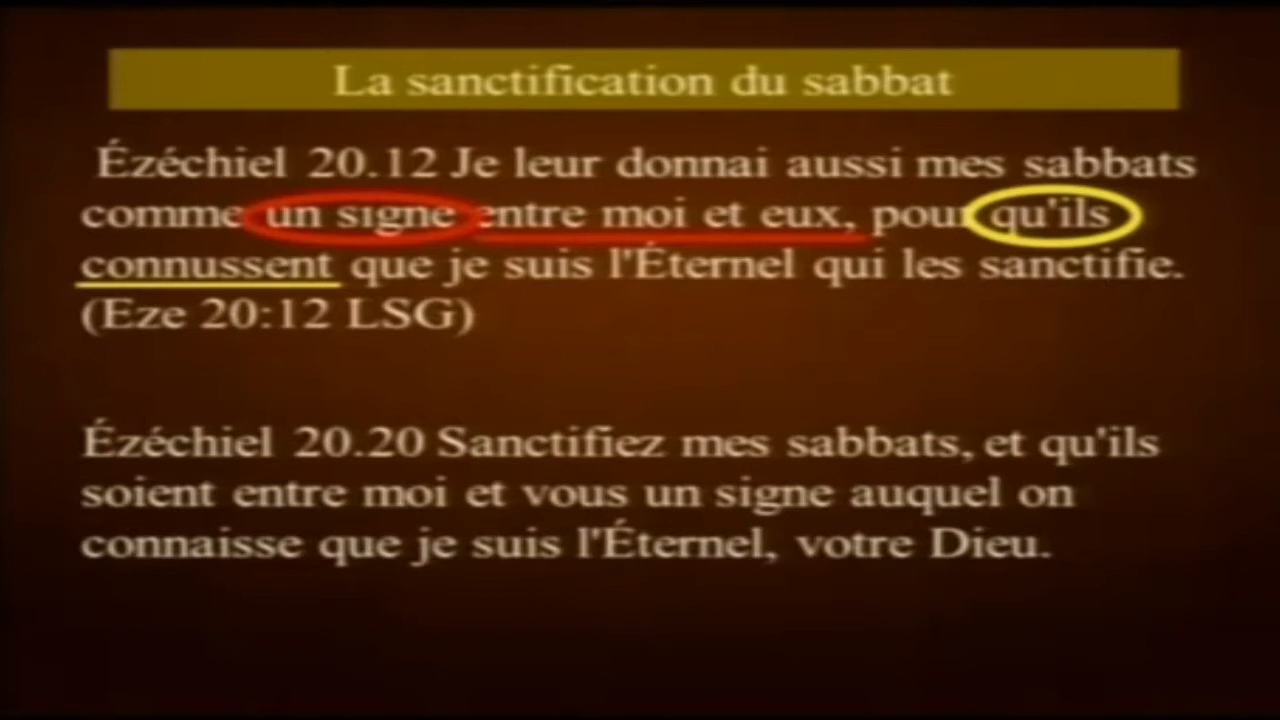 La sanctification du sabbat
Ézéchiel 20.12 Je leur donnai aussi mes sabbats
comme un signe entre moi et eux, pour qu'ils
connussent que je suis l'Éternel qui les sanctifie.
(Eze 20:12 LSG)
Ézéchiel 20.20 Sanctifiez mes sabbats, et qu'ils
soient entre moi et vous un signe auquel on
connaisse que je suis l'Éternel, votre Dieu.